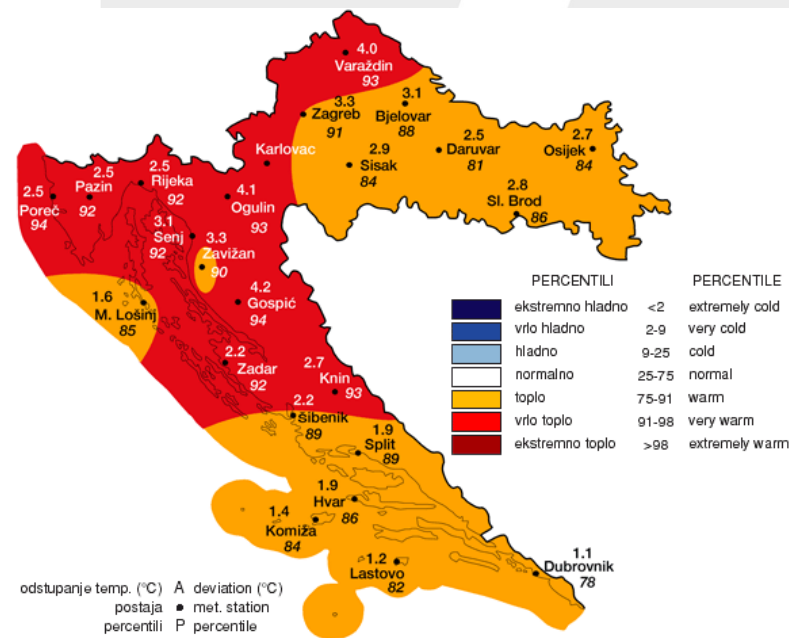 4.0
Varaždin
93
3.3
Zagreb
91
3.1
Bjelovar
88
2.9
Sisak
84
2.5
Daruvar
81
2.7
Osijek
84
2.8
Sl. Brod
86
Karlovac
2.5
Rijeka
92
2.5
Pazin
92
2.5
Poreč
94
4.1
Ogulin
93
3.1
Senj
92
3.3
Zavižan
90
4.2
Gospić
94
1.6
M. Lošinj
85
2.2
Zadar
92
2.7
Knin
93
2.2
Šibenik
89
1.9
Split
89
1.9
Hvar
86
1.4
Komiža
84
1.2
Lastovo
82
1.1
Dubrovnik
78
PERCENTILI PERCENTILE
ekstremno hladno <2 extremely cold
vrlo hladno 2-9 very cold
hladno 9-25 cold
normalno 25-75 normal
toplo 75-91 warm
vrlo toplo 91-98 very warm
ekstremno toplo >98 extremely warm
odstupanje temp. (°C) A deviation (°C)
postaja met. station
percentili P percentile